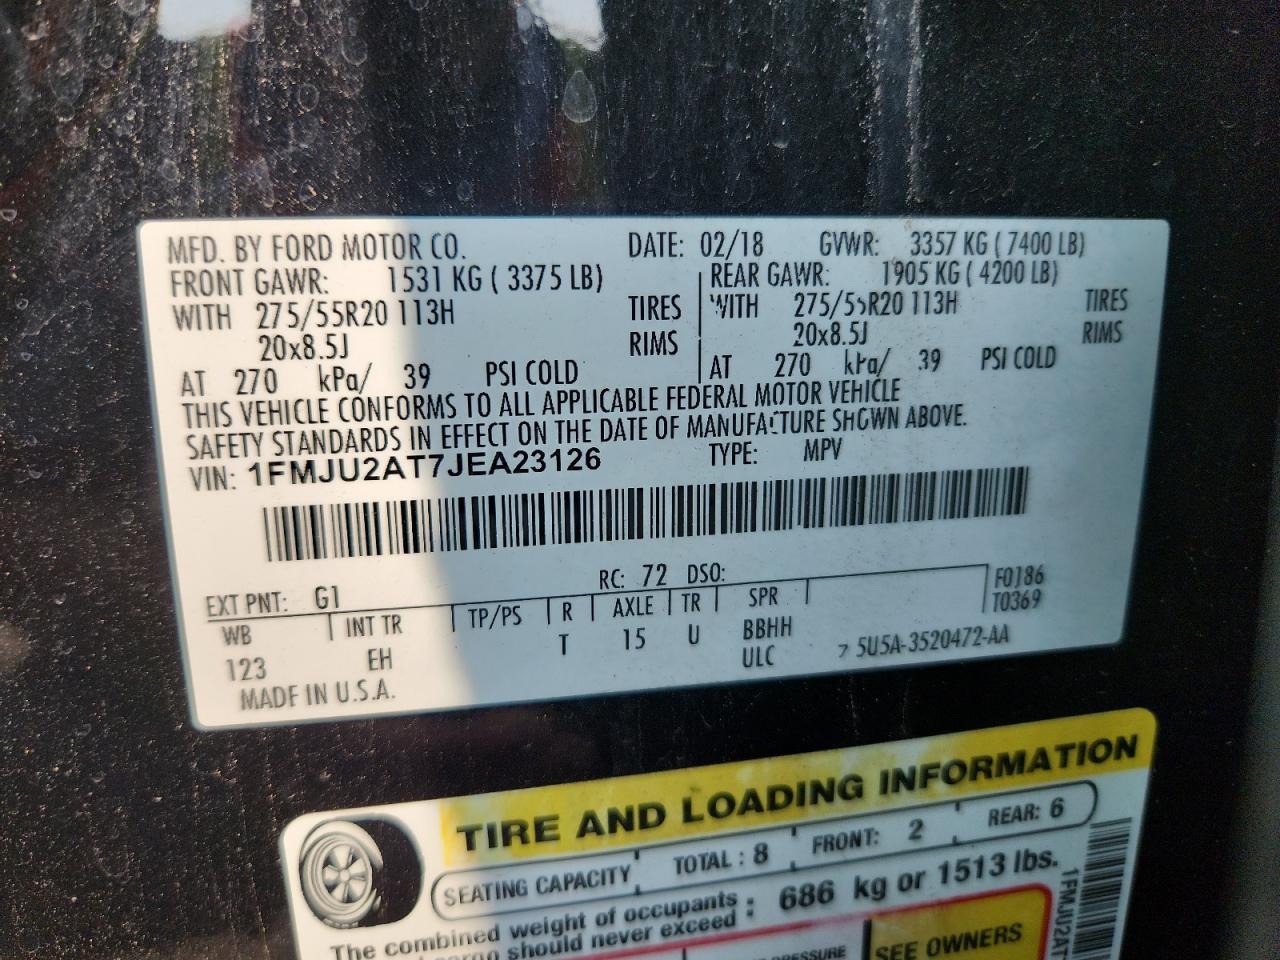 MFD. BY FORD MOTOR CO. DATE: 02/18 GVWR: 3357 KG ( 7400 LB)
FRONT GAWR: 1531 KG ( 3375 LB) REAR GAWR: 1905 KG ( 4200 LB)
WITH 275/55R20 113H TIRES WITH 275/55R20 113H TIRES
20x8.5J RIMS 20x8.5J RIMS
AT 270 kPa/ 39 PSI COLD AT 270 kPa/ 39 PSI COLD
THIS VEHICLE CONFORMS TO ALL APPLICABLE FEDERAL MOTOR VEHICLE
SAFETY STANDARDS IN EFFECT ON THE DATE OF MANUFACTURE SHOWN ABOVE.
VIN: 1FMJU2AT7JEA23126 TYPE: MPV
EXT PNT: G1 RC: 72 DSO: F0186
WB INT TR TP/PS R AXLE TR SPR T0369
123 EH T 15 U BBHH
ULC 5U5A-3520472-AA
MADE IN U.S.A.
TIRE AND LOADING INFORMATION
SEATING CAPACITY TOTAL : 8 FRONT: 2 REAR: 6
The combined weight of occupants : 686 kg or 1513 lbs.
should never exceed :
PRESSURE
SEE OWNERS
1FMJU2AT